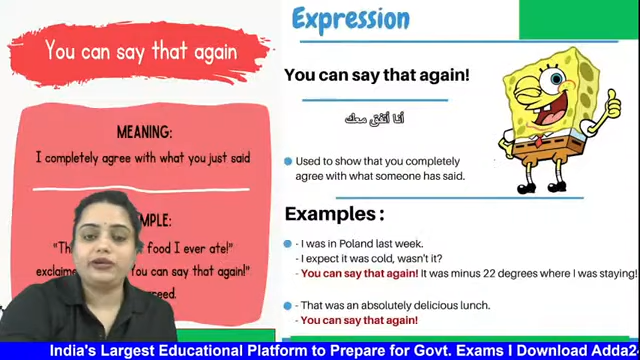 You can say that again
MEANING:
I completely agree with what you just said
MPLE:
"Th
food I ever ate!"
exclaime
You can say that again!"
reed.
Expression
You can say that again!
أنا أتفق معك
Used to show that you completely
agree with what someone has said.
Examples :
- I was in Poland last week.
- I expect it was cold, wasn't it?
- You can say that again! It was minus 22 degrees where I was staying!
- That was an absolutely delicious lunch.
- You can say that again!
India's Largest Educational Platform to Prepare for Govt. Exams I Download Adda2